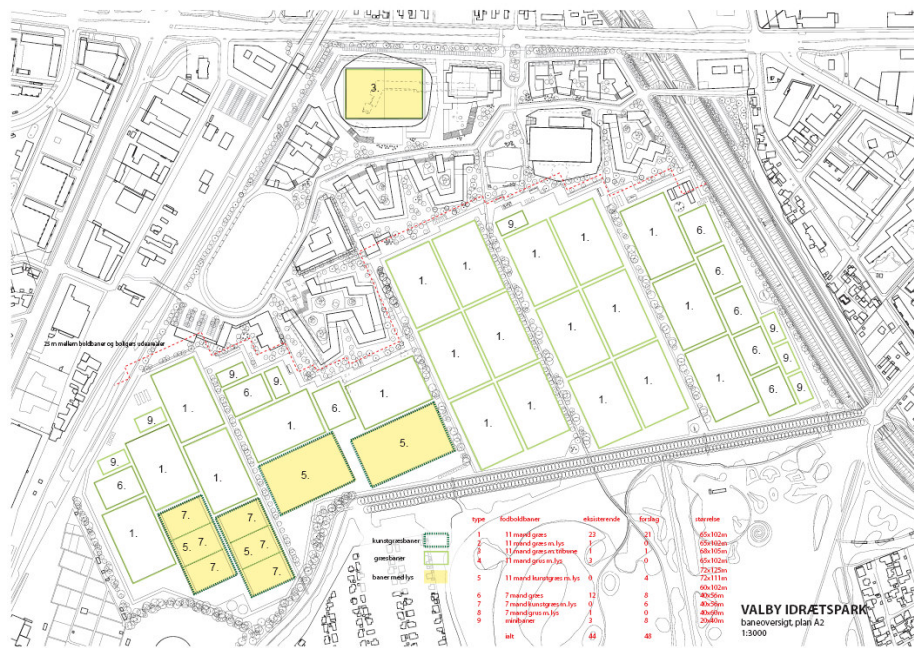 3.
9.
1.
6.
1.
1.
6.
1.
1.
1.
1.
6.
1.
9.
1.
25 m mellem boldbaner og boligers udearealer
1.
6.
9.
1.
9.
1.
9.
9.
6.
1.
1.
6.
1.
6.
1.
9.
1.
1.
1.
5.
9.
1.
5.
6.
7.
7.
1.
7.
5.
7.
5.
7.
7.
kunstgræsbaner
græsbaner
baner med lys
type fodboldbaner eksisterende forslag størrelse
1 11 mand græs 23 21 65x102m
2 11 mand græs m. lys 1 0 65x102m
3 11 mand græs m. tribune 1 1 68x105m
4 11 mand grus m. lys 3 0 65x102m
72x125m
5 11 mand kunstgræs m. lys 0 4 72x111m
60x102m
6 7 mand græs 12 8 40x56m
7 7 mand kunstgræs m. lys 0 6 40x56m
8 7 mand grus m. lys 1 0 40x60m
9 minibaner 3 8 20x40m
ialt 44 48
VALBY IDRÆTSPARK
baneoversigt, plan A2
1:3000